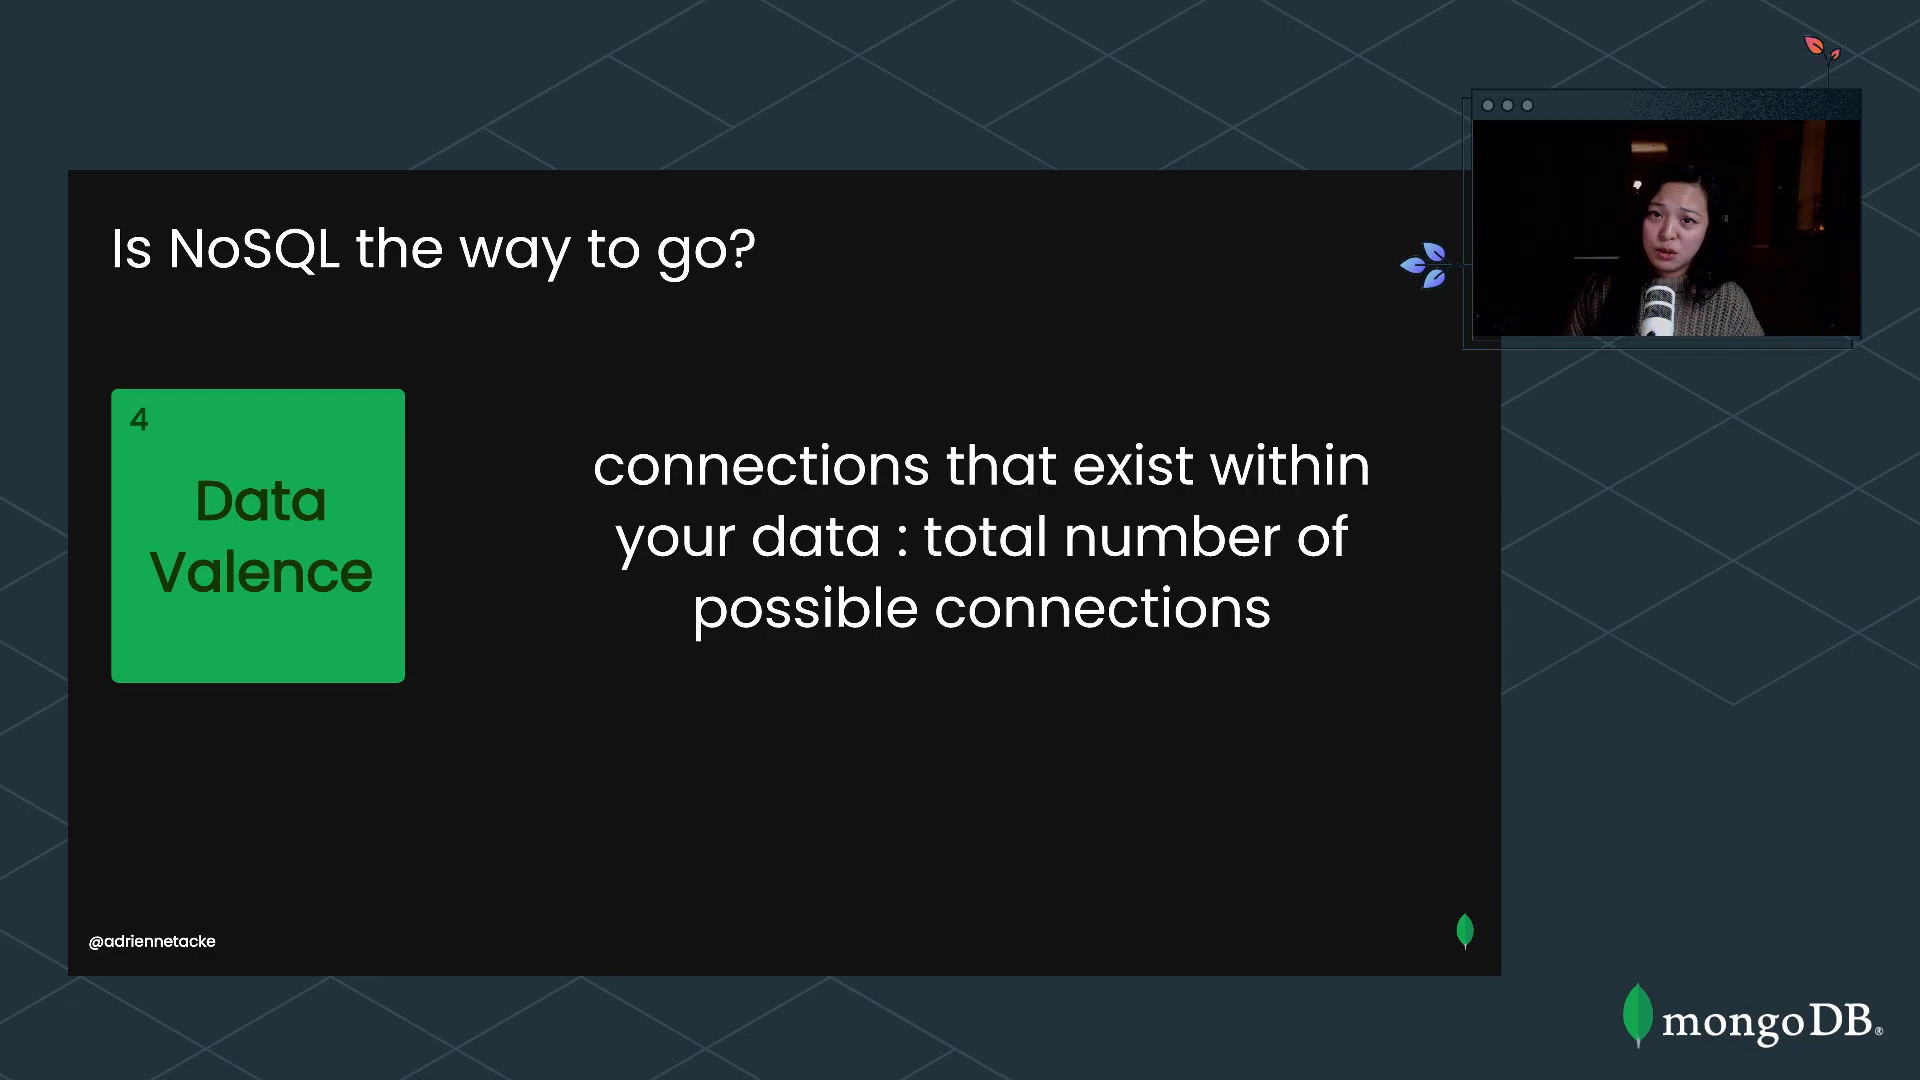 Is NoSQL the way to go?
4
Data
Valence
connections that exist within
your data : total number of
possible connections
@adriennetacke
mongoDB®